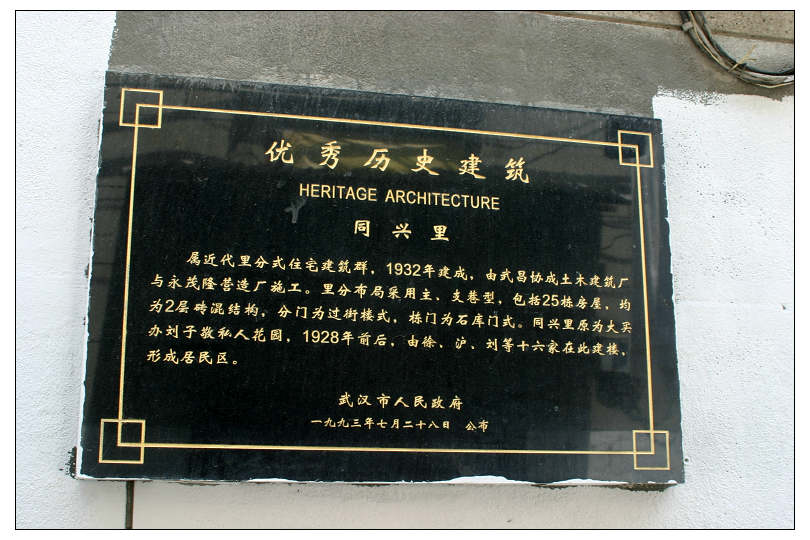 优秀历史建筑
HERITAGE ARCHITECTURE
同兴里
属近代里分式住宅建筑群，1932年建成，由武昌协成土木建筑厂
与永茂隆营造厂施工。里分布局采用主、支巷型，包括25栋房屋，均
为2层砖混结构，分门为过街楼式，栋门为石库门式。同兴里原为大买
办刘子敬私人花园，1928年前后，由徐、沪、刘等十六家在此建楼，
形成居民区。
武汉市人民政府
一九九三年七月二十八日　公布